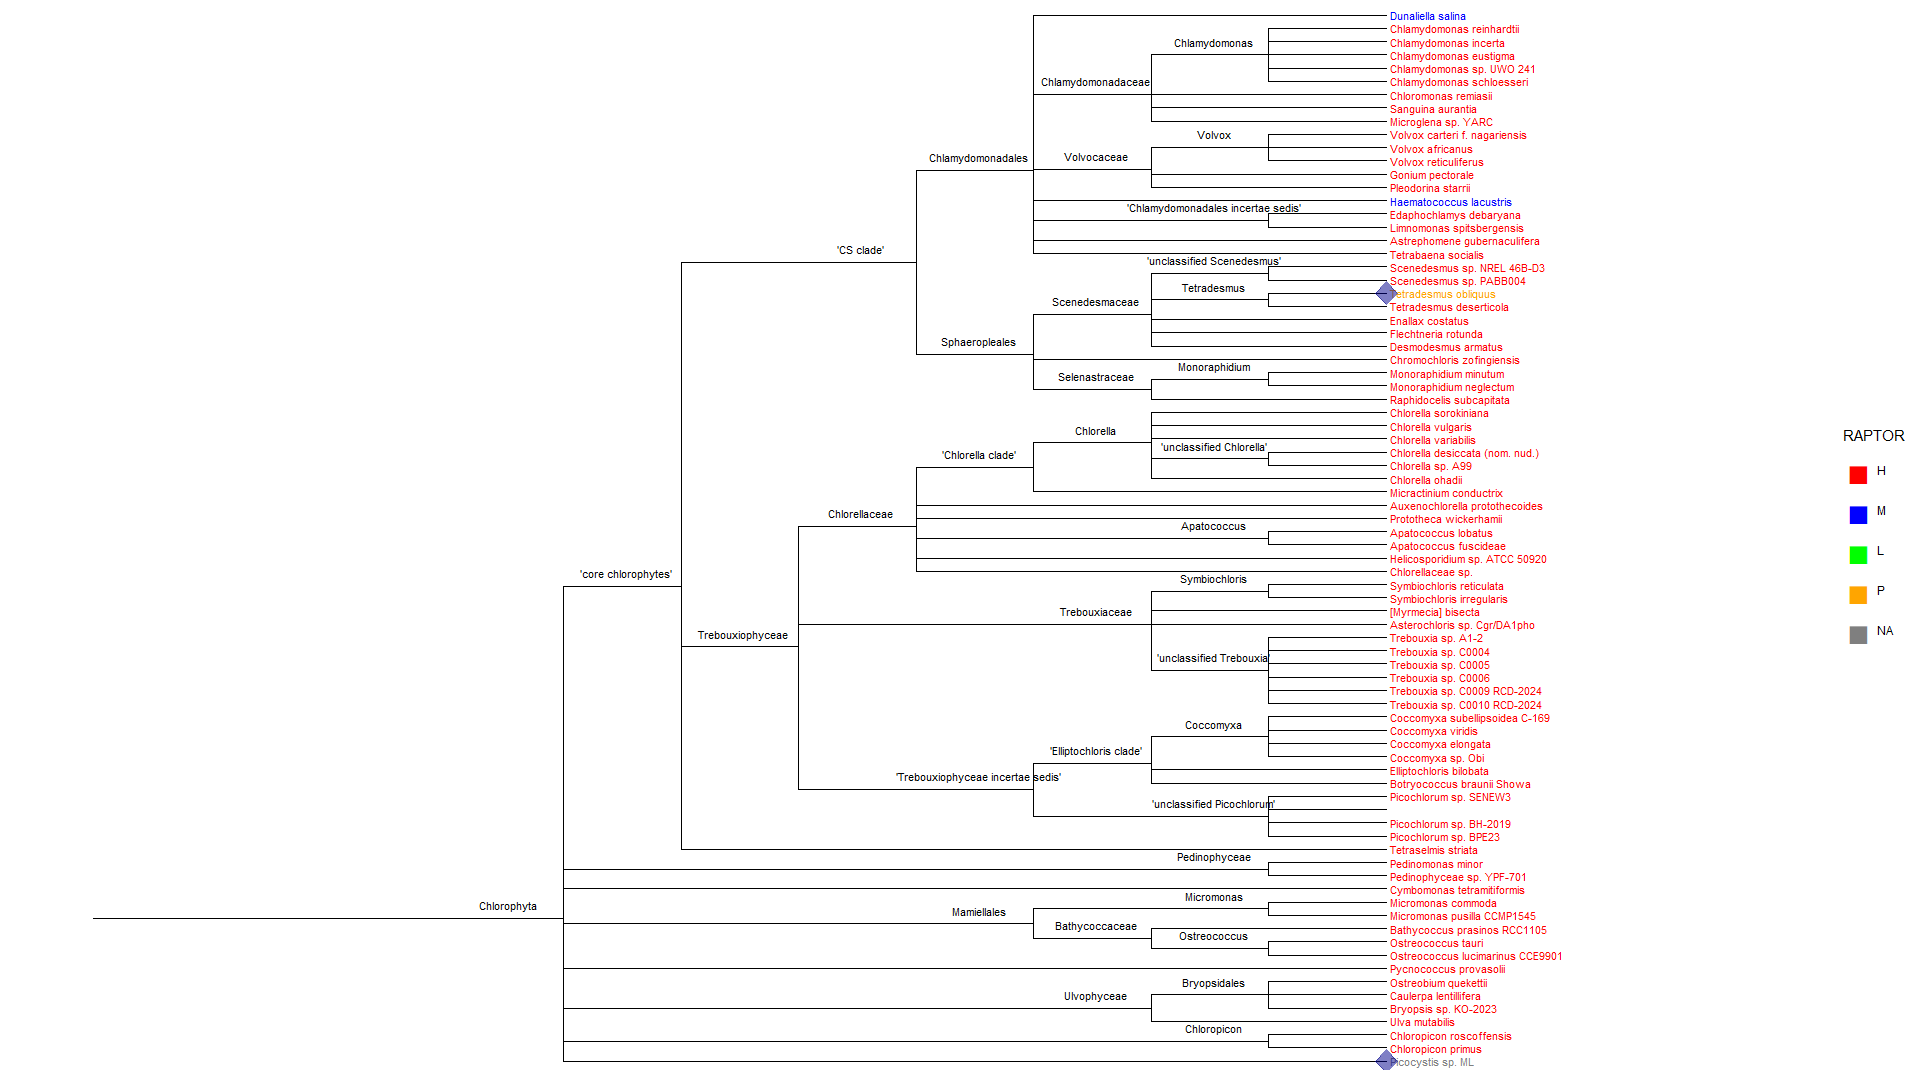 Dunaliella salina
Chlamydomonas reinhardtii
Chlamydomonas
Chlamydomonas incerta
Chlamydomonas eustigma
Chlamydomonas sp. UWO 241
Chlamydomonadaceae
Chlamydomonas schloesseri
Chloromonas remiasii
Sanguina aurantia
Microglena sp. YARC
Volvox
Volvox carteri f. nagariensis
Volvox africanus
Chlamydomonadales
Volvocaceae
Volvox reticuliferus
Gonium pectorale
Pleodorina starrii
Haematococcus lacustris
'Chlamydomonadales incertae sedis'
Edaphochlamys debaryana
Limnomonas spitsbergensis
Astrephomene gubernaculifera
'CS clade'
Tetrabaena socialis
'unclassified Scenedesmus'
Scenedesmus sp. NREL 46B-D3
Scenedesmus sp. PABB004
Tetradesmus
Tetradesmus obliquus
Scenedesmaceae
Tetradesmus deserticola
Enallax costatus
Flechtneria rotunda
Sphaeropleales
Desmodesmus armatus
Chromochloris zofingiensis
Monoraphidium
Selenastraceae
Monoraphidium minutum
Monoraphidium neglectum
Raphidocelis subcapitata
Chlorella sorokiniana
Chlorella
Chlorella vulgaris
Chlorella variabilis
'unclassified Chlorella'
'Chlorella clade'
Chlorella desiccata (nom. nud.)
Chlorella sp. A99
Chlorella ohadii
Micractinium conductrix
Auxenochlorella protothecoides
Chlorellaceae
Prototheca wickerhamii
Apatococcus
Apatococcus lobatus
Apatococcus fuscideae
Helicosporidium sp. ATCC 50920
'core chlorophytes'
Chlorellaceae sp.
Symbiochloris
Symbiochloris reticulata
Symbiochloris irregularis
Trebouxiaceae
[Myrmecia] bisecta
Asterochloris sp. Cgr/DA1pho
Trebouxiophyceae
Trebouxia sp. A1-2
Trebouxia sp. C0004
'unclassified Trebouxia'
Trebouxia sp. C0005
Trebouxia sp. C0006
Trebouxia sp. C0009 RCD-2024
Trebouxia sp. C0010 RCD-2024
Coccomyxa
Coccomyxa subellipsoidea C-169
Coccomyxa viridis
Coccomyxa elongata
'Elliptochloris clade'
Coccomyxa sp. Obi
Elliptochloris bilobata
'Trebouxiophyceae incertae sedis'
Botryococcus braunii Showa
Picochlorum sp. SENEW3
'unclassified Picochlorum'
Picochlorum sp. BH-2019
Picochlorum sp. BPE23
Tetraselmis striata
Pedinophyceae
Pedinomonas minor
Pedinophyceae sp. YPF-701
Cymbomonas tetramitiformis
Micromonas
Micromonas commoda
Chlorophyta
Mamiellales
Micromonas pusilla CCMP1545
Bathycoccaceae
Bathycoccus prasinos RCC1105
Ostreococcus
Ostreococcus tauri
Ostreococcus lucimarinus CCE9901
Pycnococcus provasolii
Bryopsidales
Ostreobium quekettii
Ulvophyceae
Caulerpa lentillifera
Bryopsis sp. KO-2023
Ulva mutabilis
Chloropicon
Chloropicon roscoffensis
Chloropicon primus
Picocystis sp. ML
RAPTOR
H
M
L
P
NA